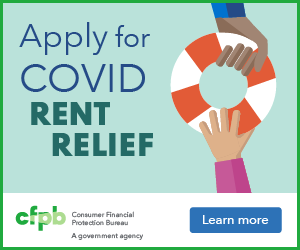 Apply for
COVID
RENT
RELIEF
cfpb
Consumer Financial
Protection Bureau
A government agency
Learn more